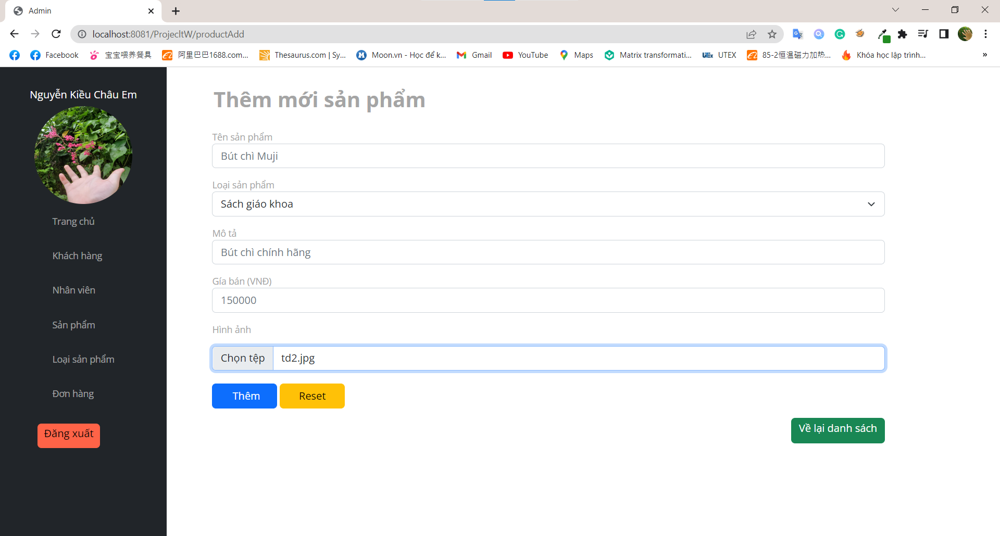 Admin
localhost:8081/ProjecltW/productAdd
Facebook
宝宝喂养餐具
阿里巴巴1688.com...
Thesaurus.com | Sy...
Moon.vn - Học để k...
Gmail
YouTube
Maps
Matrix transformati...
UTEX
85-2恒温磁力加热...
Khóa học lập trình...
»
Nguyễn Kiều Châu Em
Trang chủ
Khách hàng
Nhân viên
Sản phẩm
Loại sản phẩm
Đơn hàng
Đăng xuất
Thêm mới sản phẩm
Tên sản phẩm
Bút chì Muji
Loại sản phẩm
Sách giáo khoa
Mô tả
Bút chì chính hãng
Gía bán (VNĐ)
150000
Hình ảnh
Chọn tệp td2.jpg
Thêm Reset
Về lại danh sách